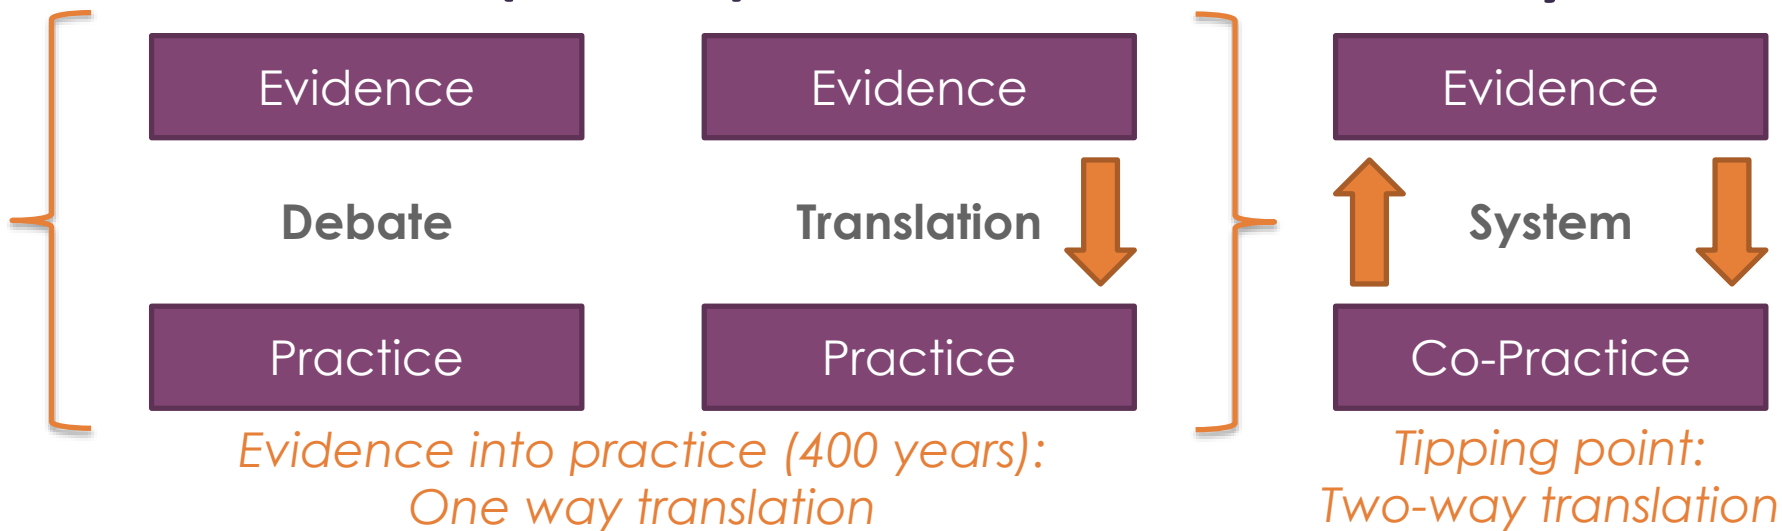 Evidence
Evidence
Evidence
Debate
Translation
System
Practice
Practice
Co-Practice
Evidence into practice (400 years):
One way translation
Tipping point:
Two-way translation